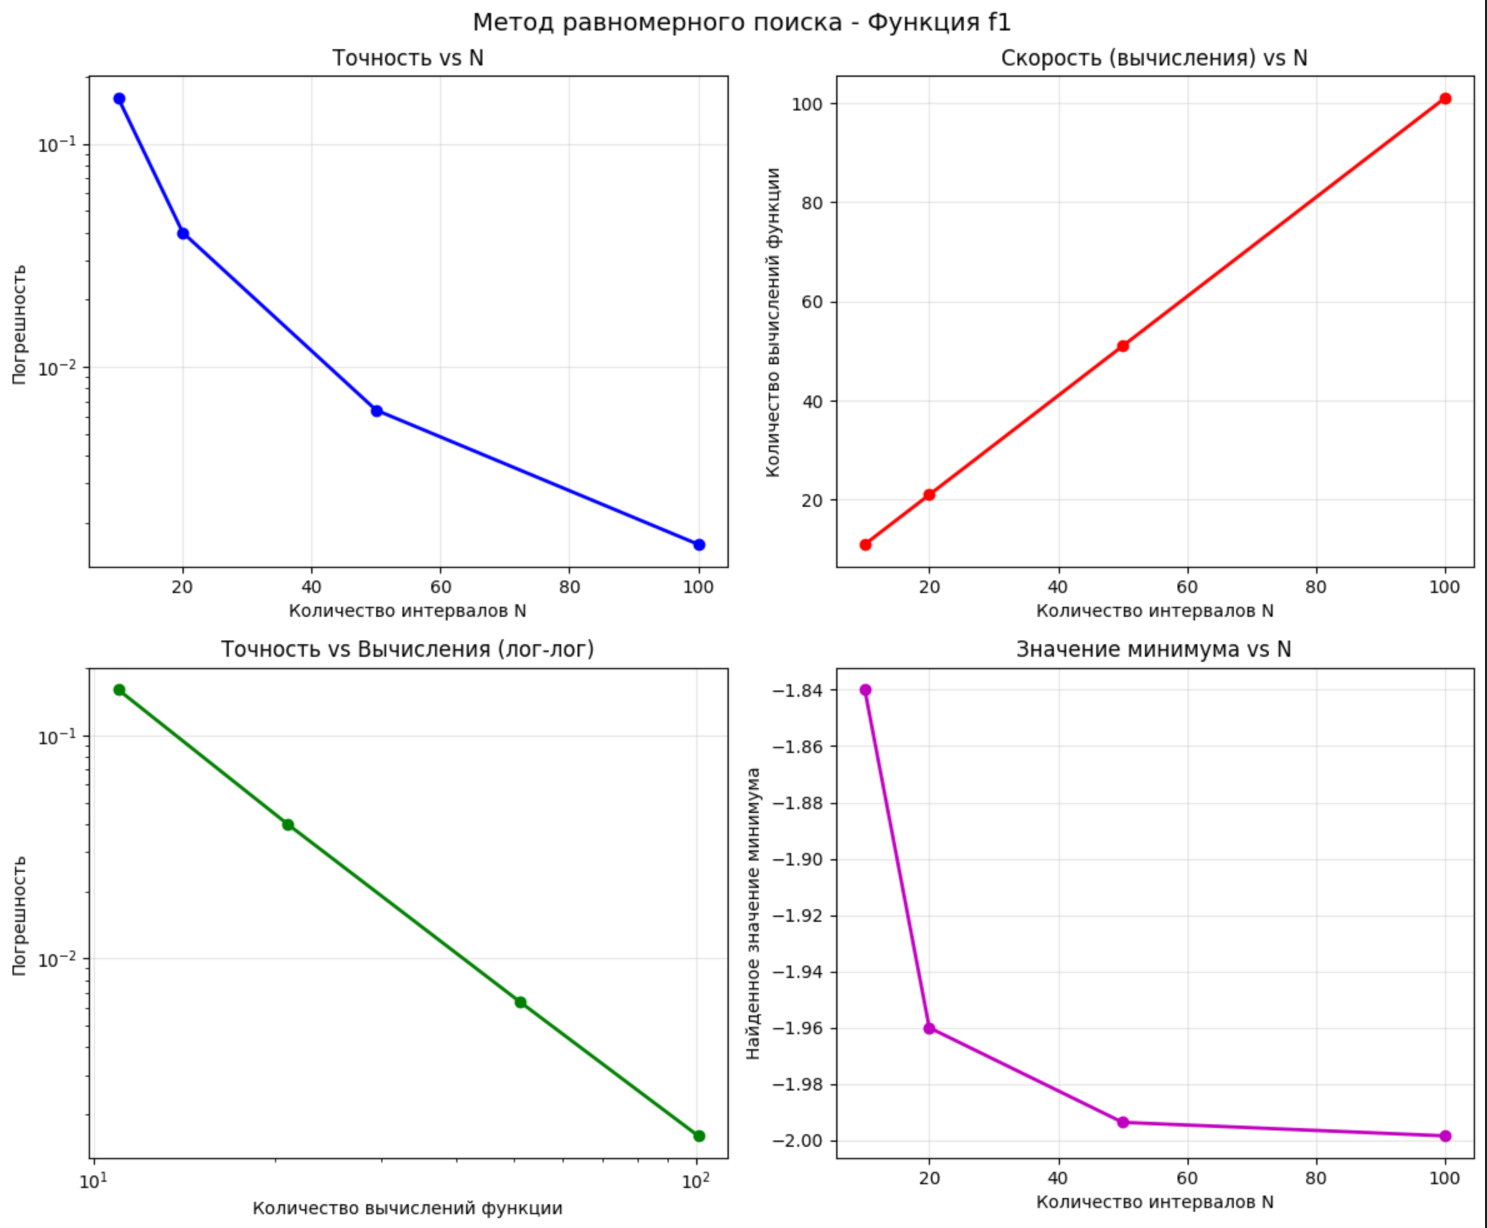 Метод равномерного поиска - Функция f1
Точность vs N
Погрешность
10⁻¹
10⁻²
20 40 60 80 100
Количество интервалов N
Скорость (вычисления) vs N
Количество вычислений функции
100
80
60
40
20
20 40 60 80 100
Количество интервалов N
Точность vs Вычисления (лог-лог)
Погрешность
10⁻¹
10⁻²
10¹ 10²
Количество вычислений функции
Значение минимума vs N
Найденное значение минимума
−1.84
−1.86
−1.88
−1.90
−1.92
−1.94
−1.96
−1.98
−2.00
20 40 60 80 100
Количество интервалов N